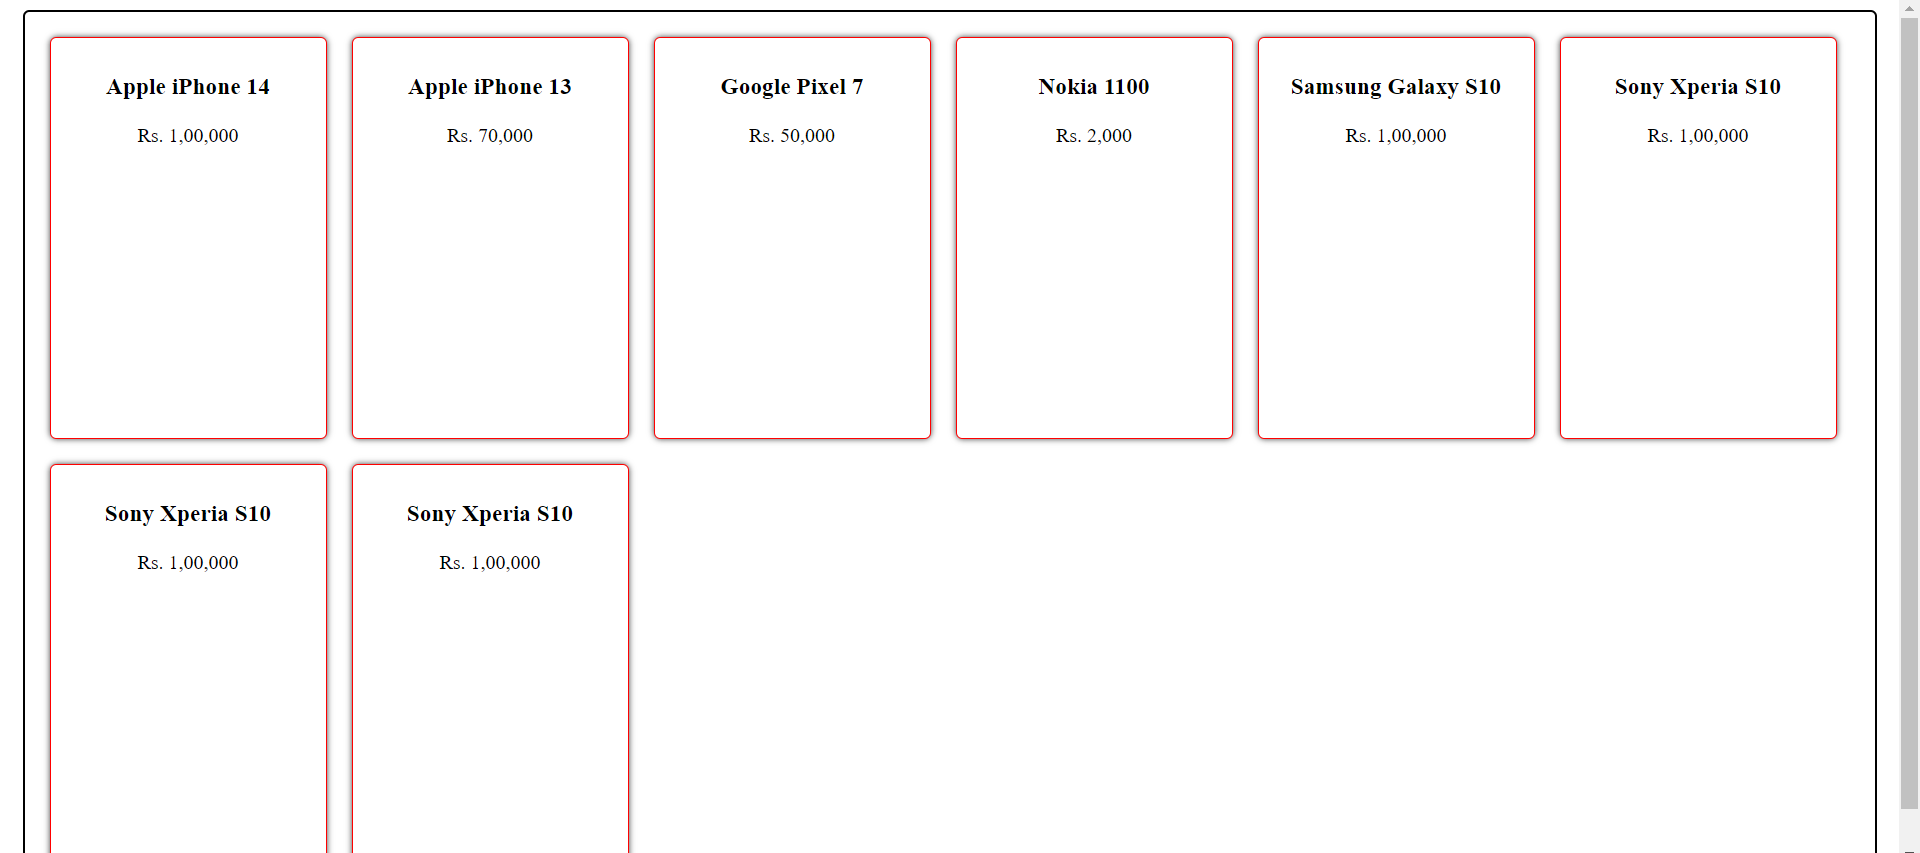 Apple iPhone 14
Rs. 1,00,000
Apple iPhone 13
Rs. 70,000
Google Pixel 7
Rs. 50,000
Nokia 1100
Rs. 2,000
Samsung Galaxy S10
Rs. 1,00,000
Sony Xperia S10
Rs. 1,00,000
Sony Xperia S10
Rs. 1,00,000
Sony Xperia S10
Rs. 1,00,000